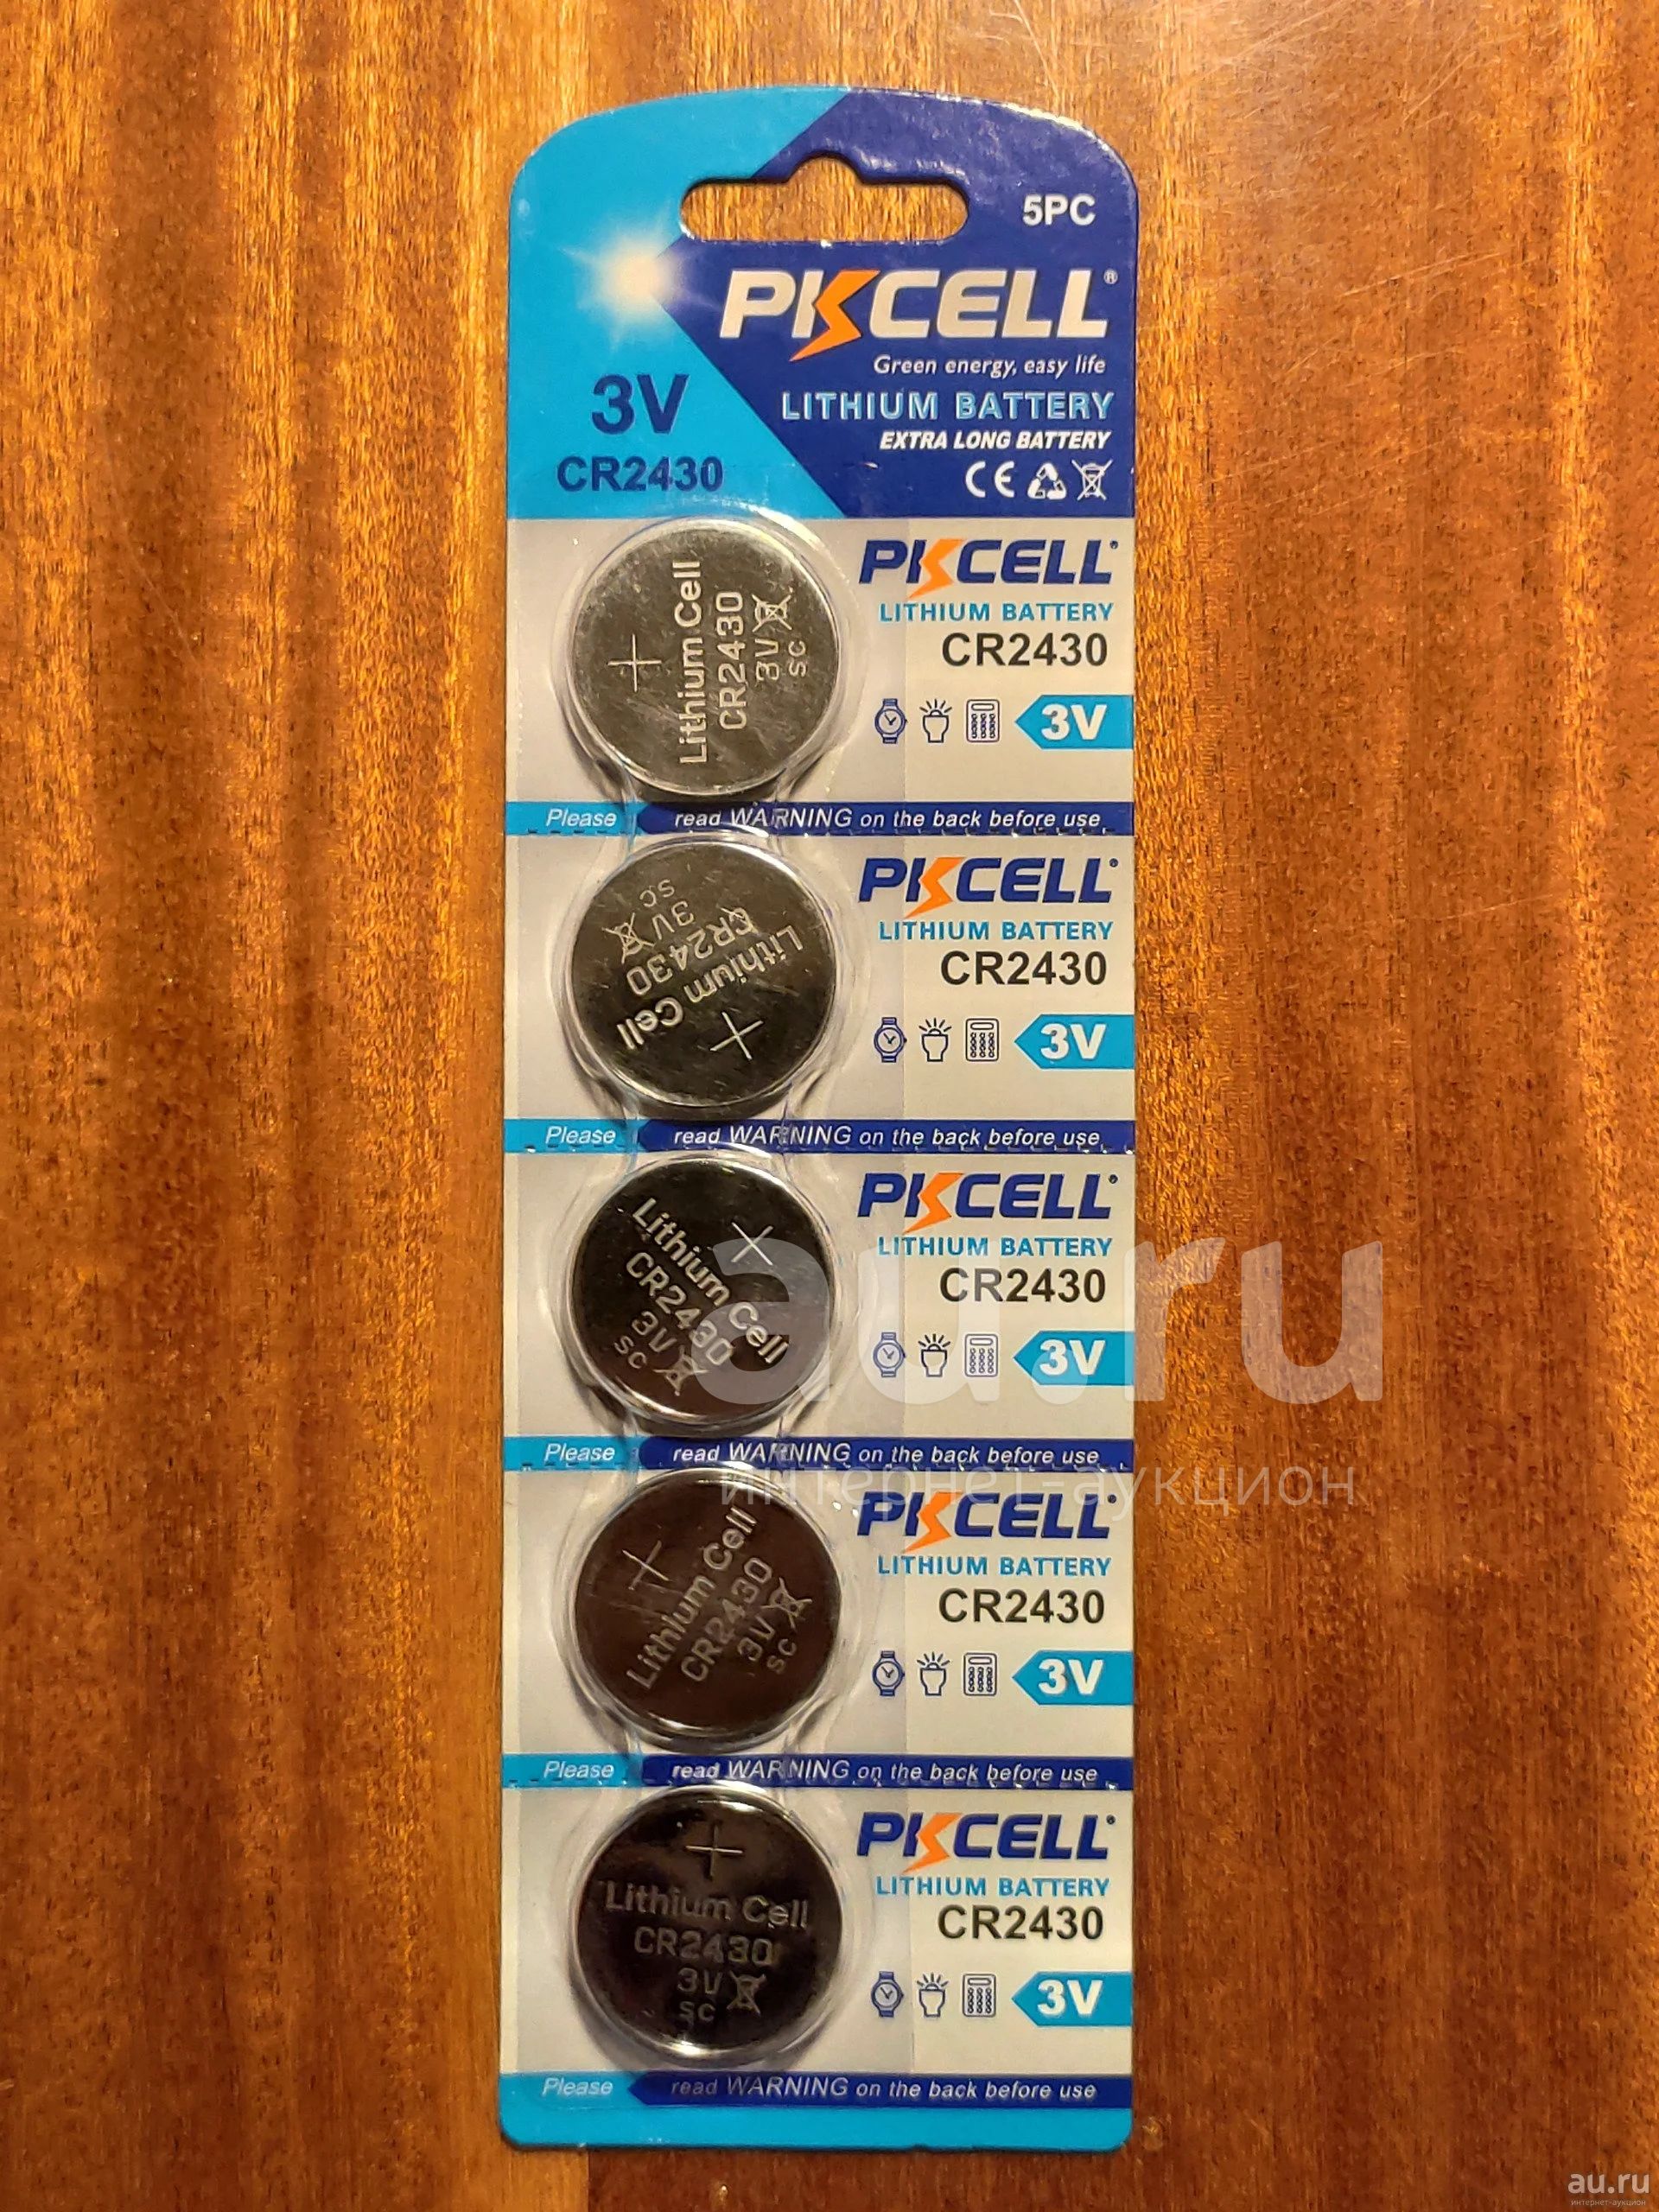 5PC
PKCELL®
Green energy, easy life
3V
LITHIUM BATTERY
EXTRA LONG BATTERY
CR2430
CE
PKCELL
LITHIUM BATTERY
CR2430
3V
Lithium Cell
CR2430
3V
SC
Please read WARNING on the back before use
PKCELL
LITHIUM BATTERY
CR2430
3V
Lithium Cell
CR2430
3V
SC
Please read WARNING on the back before use
PKCELL
LITHIUM BATTERY
CR2430
3V
Lithium Cell
CR2430
3V
SC
au.ru
Please read WARNING on the back before use
интернет-аукцион
PKCELL
LITHIUM BATTERY
CR2430
3V
Lithium Cell
CR2430
3V
SC
Please read WARNING on the back before use
PKCELL
LITHIUM BATTERY
CR2430
3V
Lithium Cell
CR2430
3V
SC
Please read WARNING on the back before use
au.ru
интернет-аукцион